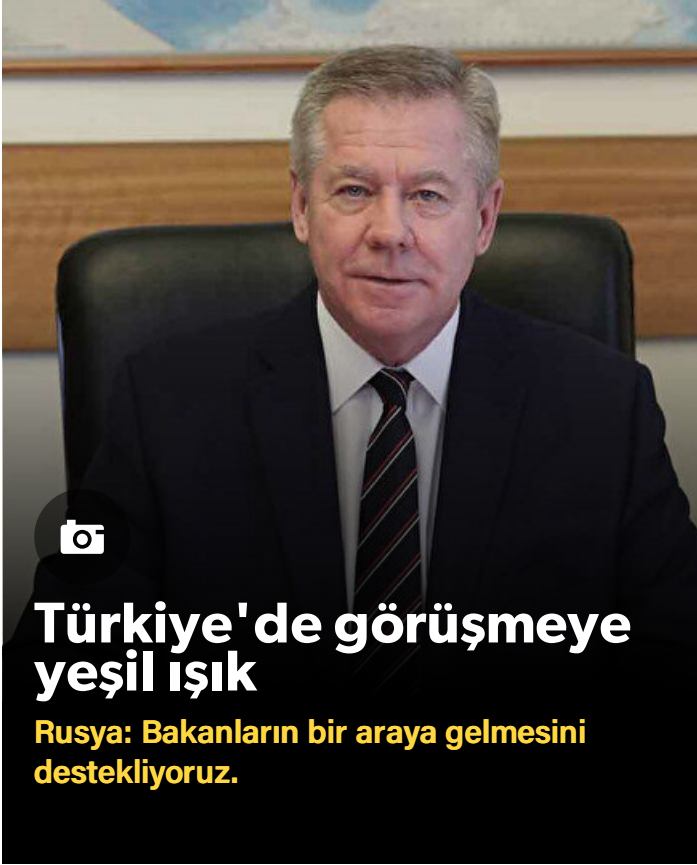 Türkiye'de görüşmeye
yeşil ışık
Rusya: Bakanların bir araya gelmesini
destekliyoruz.